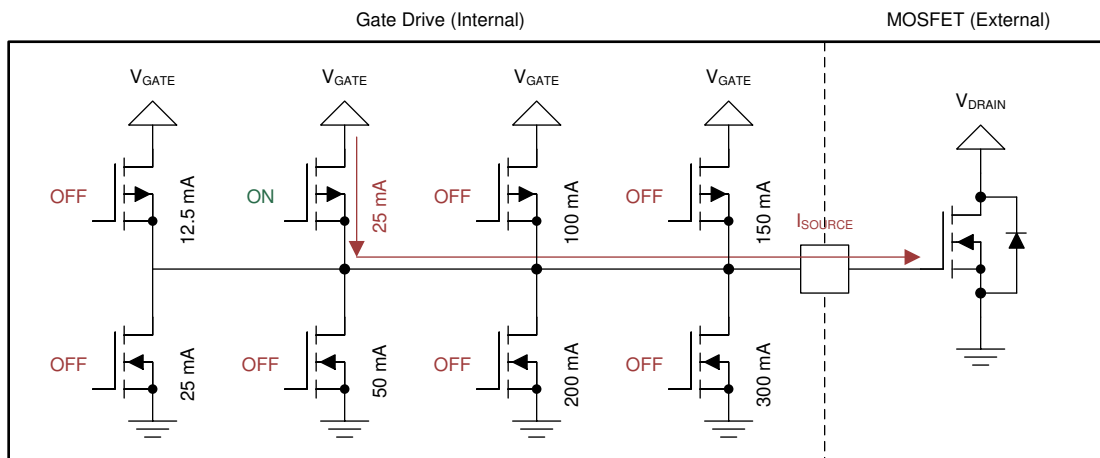 Gate Drive (Internal)
MOSFET (External)
VGATE
VGATE
VGATE
VGATE
VDRAIN
OFF
12.5 mA
ON
25 mA
OFF
100 mA
OFF
150 mA
ISOURCE
OFF
25 mA
OFF
50 mA
OFF
200 mA
OFF
300 mA